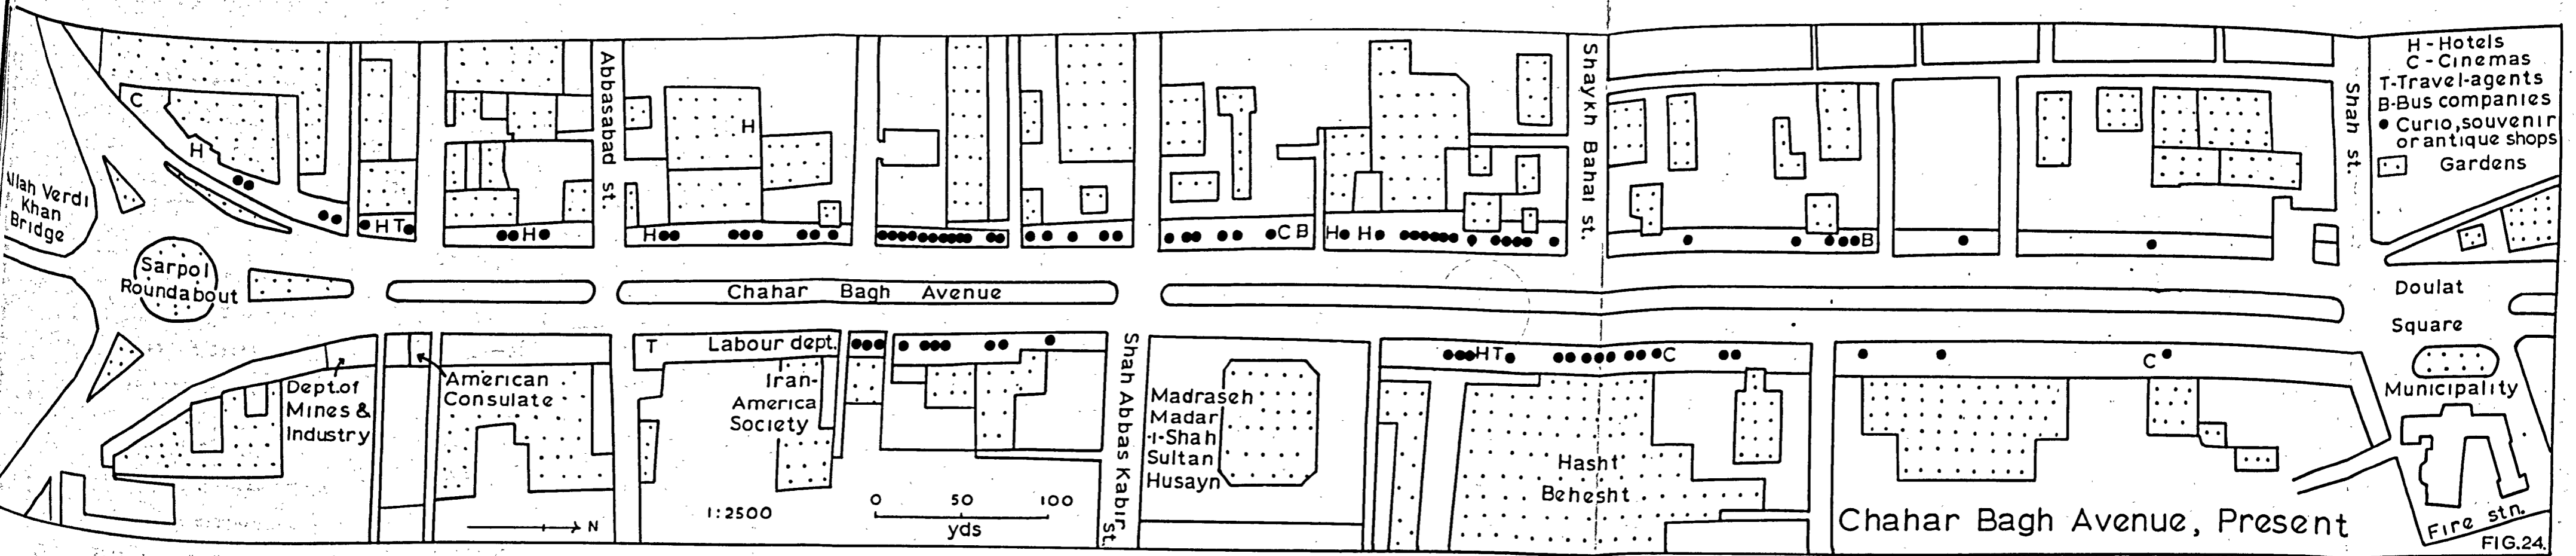 H - Hotels
C - Cinemas
T-Travel-agents
B-Bus companies
● Curio, souvenir
or antique shops
Gardens
C
H
Allah Verdi
Khan
Bridge
H T
H
Abbasabad st.
H
H
C B
H H
Shaykh Bahai st.
B
Shah st.
Sarpol
Roundabout
Chahar Bagh Avenue
Doulat
Square
Dept.of
Mines &
Industry
American
Consulate
T
Labour dept.
Iran-
America
Society
Shah Abbas Kabir st.
Madraseh
Madar
-i-Shah
Sultan
Husayn
H T
C
Hasht
Behesht
C
Municipality
Fire stn.
N
1:2500
0 50 100
yds
Chahar Bagh Avenue, Present
FIG.24.